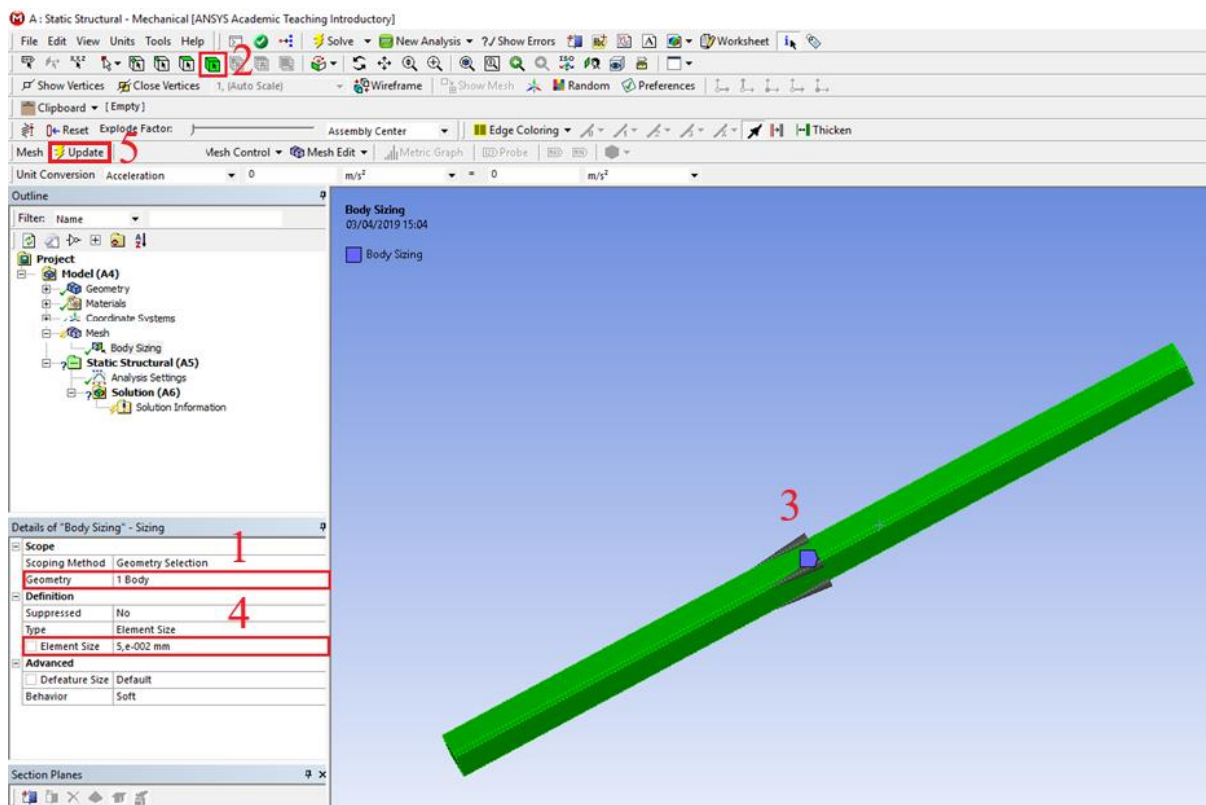 A : Static Structural - Mechanical [ANSYS Academic Teaching Introductory]
File Edit View Units Tools Help Solve New Analysis ?/ Show Errors Worksheet
2
Show Vertices Close Vertices 1, (Auto Scale) Wireframe Show Mesh Random Preferences
Clipboard [ Empty ]
Reset Explode Factor: Assembly Center Edge Coloring Thicken
Mesh Update 5 Mesh Control Mesh Edit Metric Graph Probe
Unit Conversion Acceleration 0 m/s² = 0 m/s²
Outline
Filter: Name
Project
Model (A4)
Geometry
Materials
Coordinate Systems
Mesh
Body Sizing
Static Structural (A5)
Analysis Settings
Solution (A6)
Solution Information
Body Sizing
03/04/2019 15:04
Body Sizing
3
Details of "Body Sizing" - Sizing
1
Scope
Scoping Method Geometry Selection
Geometry 1 Body
Definition
Suppressed No
4
Type Element Size
Element Size 5,e-002 mm
Advanced
Defeature Size Default
Behavior Soft
Section Planes